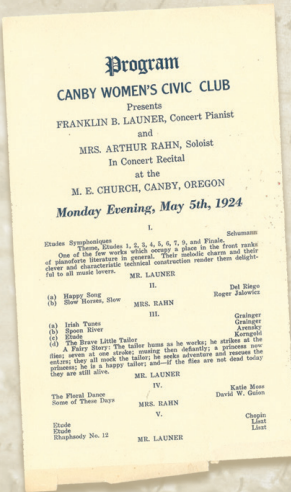 Program
CANBY WOMEN'S CIVIC CLUB
Presents
FRANKLIN B. LAUNER, Concert Pianist
and
MRS. ARTHUR RAHN, Soloist
In Concert Recital
at the
M. E. CHURCH, CANBY, OREGON
Monday Evening, May 5th, 1924
I.
Etudes Symphoniques Schumann
Theme, Etudes 1, 2, 3, 4, 5, 6, 7, 9, and Finale.
One of the few works which occupy a place in the front ranks
of pianoforte literature in general. Their melodic charm and their
clever and characteristic technical construction render them delight-
ful to all music lovers.
MR. LAUNER
II.
(a) Happy Song Del Riego
(b) Slow Horses, Slow Roger Jalowicz
MRS. RAHN
III.
(a) Irish Tunes Grainger
(b) Spoon River Grainger
(c) Etude Arensky
(d) The Brave Little Tailor Korngold
A Fairy Story: The tailor hums as he works; he strikes at the
flies; seven at one stroke; musing then defiantly; a princess now
entres; they all mock the tailor; he seeks adventure and rescues the
princess; he is a happy tailor; and—if the flies are not dead today
they are still alive.
MR. LAUNER
IV.
The Floral Dance Katie Moss
Some of These Days David W. Guion
MRS. RAHN
V.
Etude Chopin
Etude Liszt
Rhapsody No. 12 Liszt
MR. LAUNER